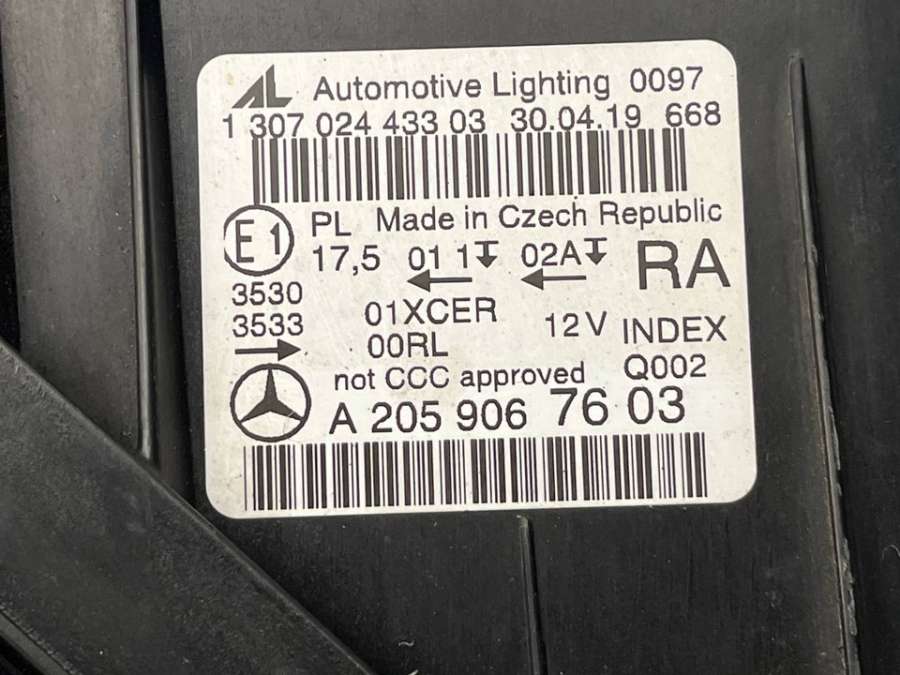 AL Automotive Lighting 0097
1 307 024 433 03 30.04.19 668
E1 PL Made in Czech Republic
17,5 01 1 02A RA
3530
3533
01XCER
12V INDEX
00RL
not CCC approved Q002
A 205 906 76 03